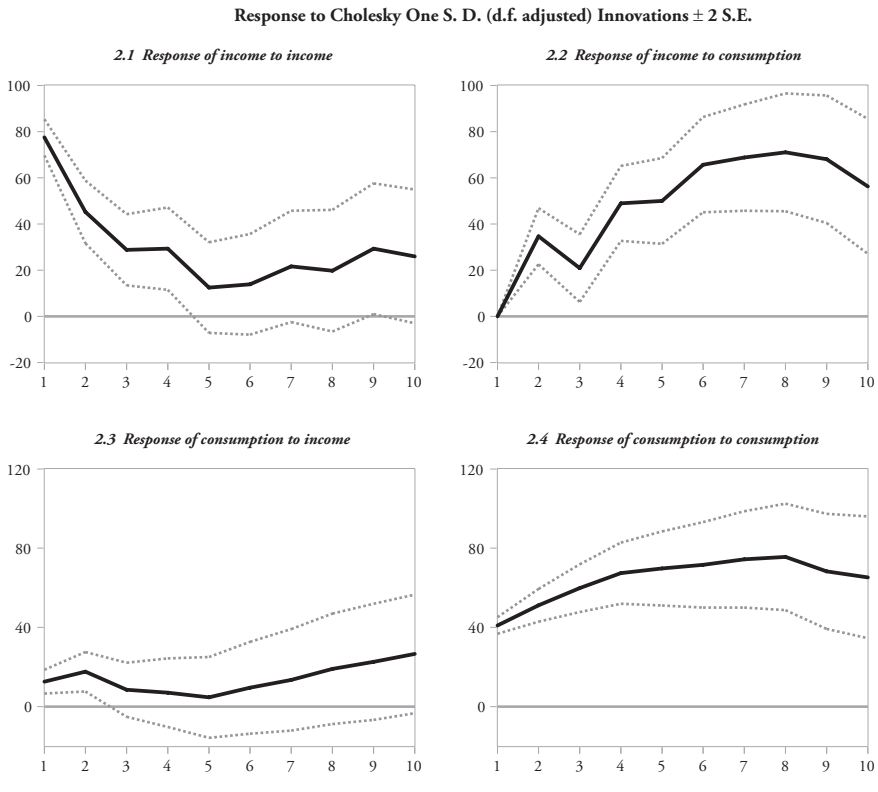 Response to Cholesky One S. D. (d.f. adjusted) Innovations ± 2 S.E.
2.1 Response of income to income
100
80
60
40
20
0
-20
1 2 3 4 5 6 7 8 9 10
2.2 Response of income to consumption
100
80
60
40
20
0
-20
1 2 3 4 5 6 7 8 9 10
2.3 Response of consumption to income
120
80
40
0
1 2 3 4 5 6 7 8 9 10
2.4 Response of consumption to consumption
120
80
40
0
1 2 3 4 5 6 7 8 9 10